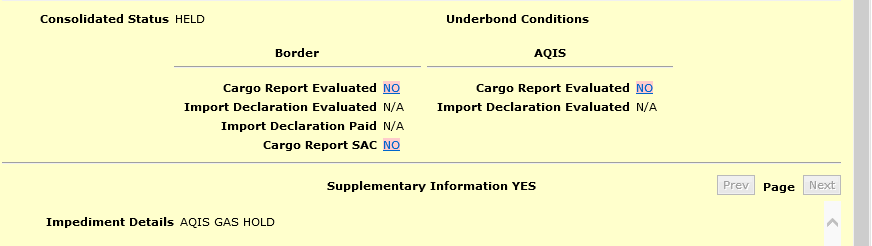 Consolidated Status HELD Underbond Conditions
Border AQIS
Cargo Report Evaluated NO Cargo Report Evaluated NO
Import Declaration Evaluated N/A Import Declaration Evaluated N/A
Import Declaration Paid N/A
Cargo Report SAC NO
Supplementary Information YES Prev Page Next
Impediment Details AQIS GAS HOLD